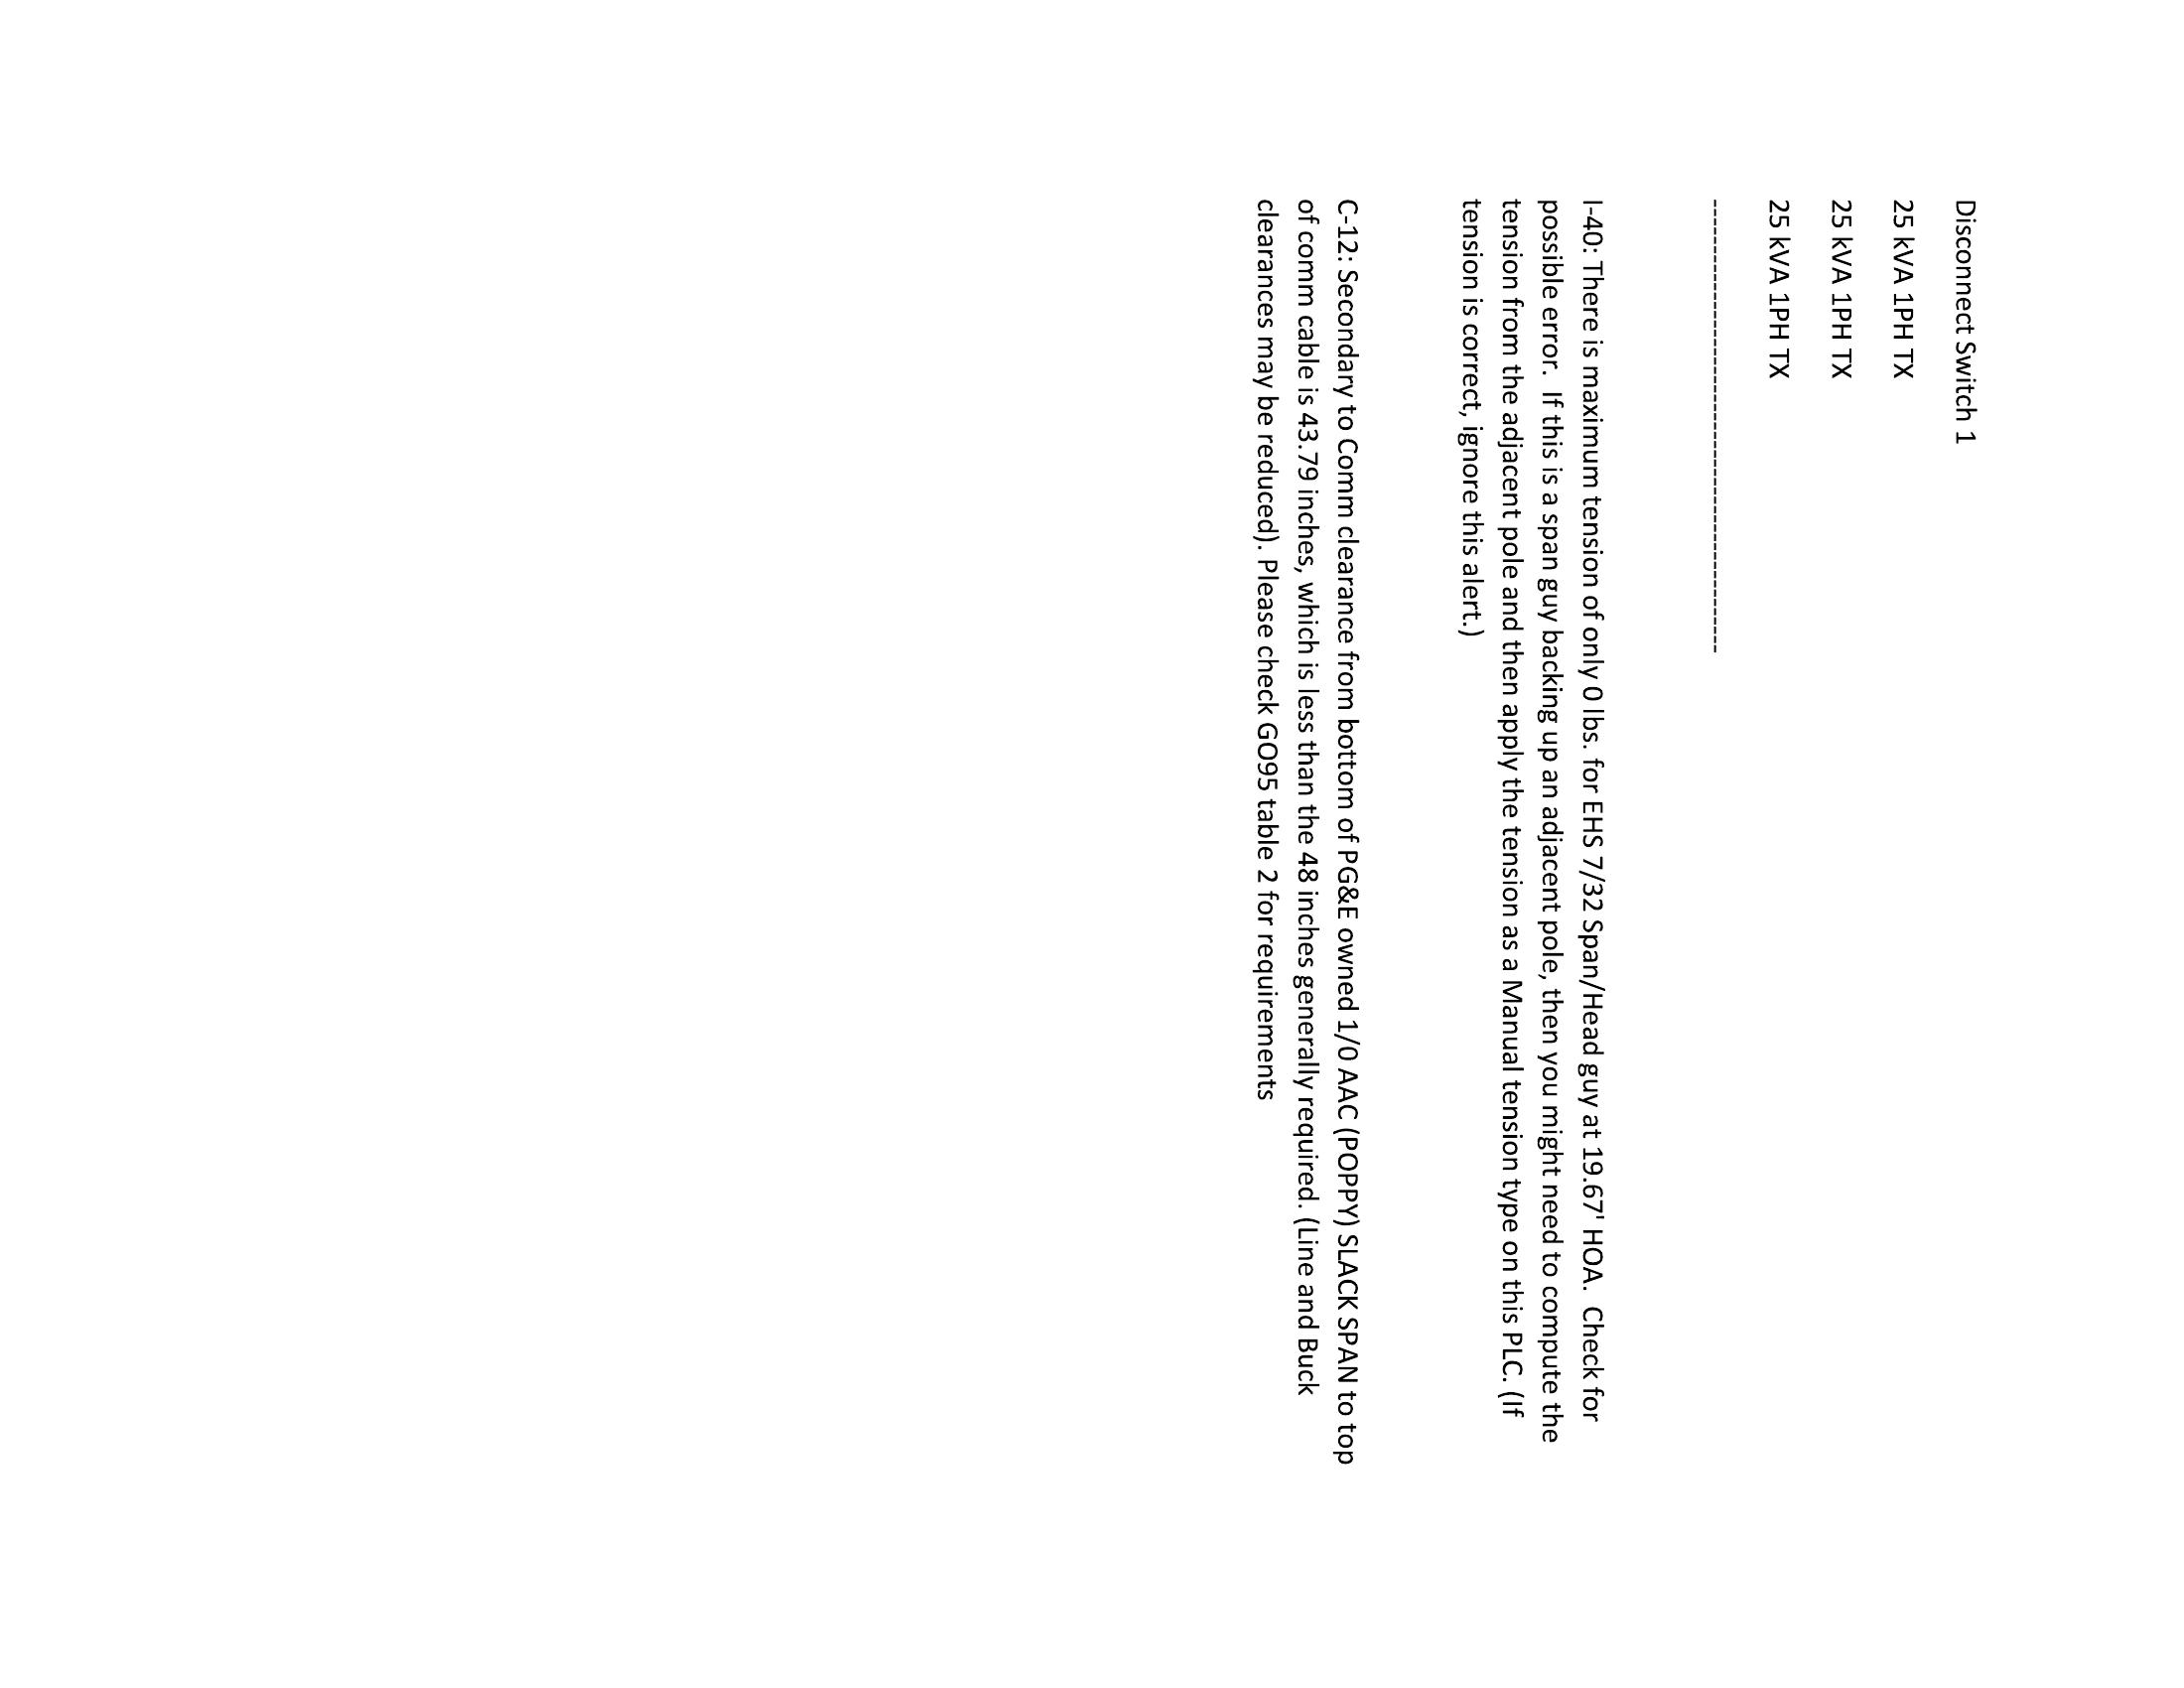 Disconnect Switch 1
25 kVA 1PH TX
25 kVA 1PH TX
25 kVA 1PH TX
--------------------------------------------------
I-40: There is maximum tension of only 0 lbs. for EHS 7/32 Span/Head guy at 19.67' HOA.  Check for
possible error.  If this is a span guy backing up an adjacent pole, then you might need to compute the
tension from the adjacent pole and then apply the tension as a Manual tension type on this PLC. (If
tension is correct, ignore this alert.)
C-12: Secondary to Comm clearance from bottom of PG&E owned 1/0 AAC (POPPY) SLACK SPAN to top
of comm cable is 43.79 inches, which is less than the 48 inches generally required. (Line and Buck
clearances may be reduced). Please check GO95 table 2 for requirements